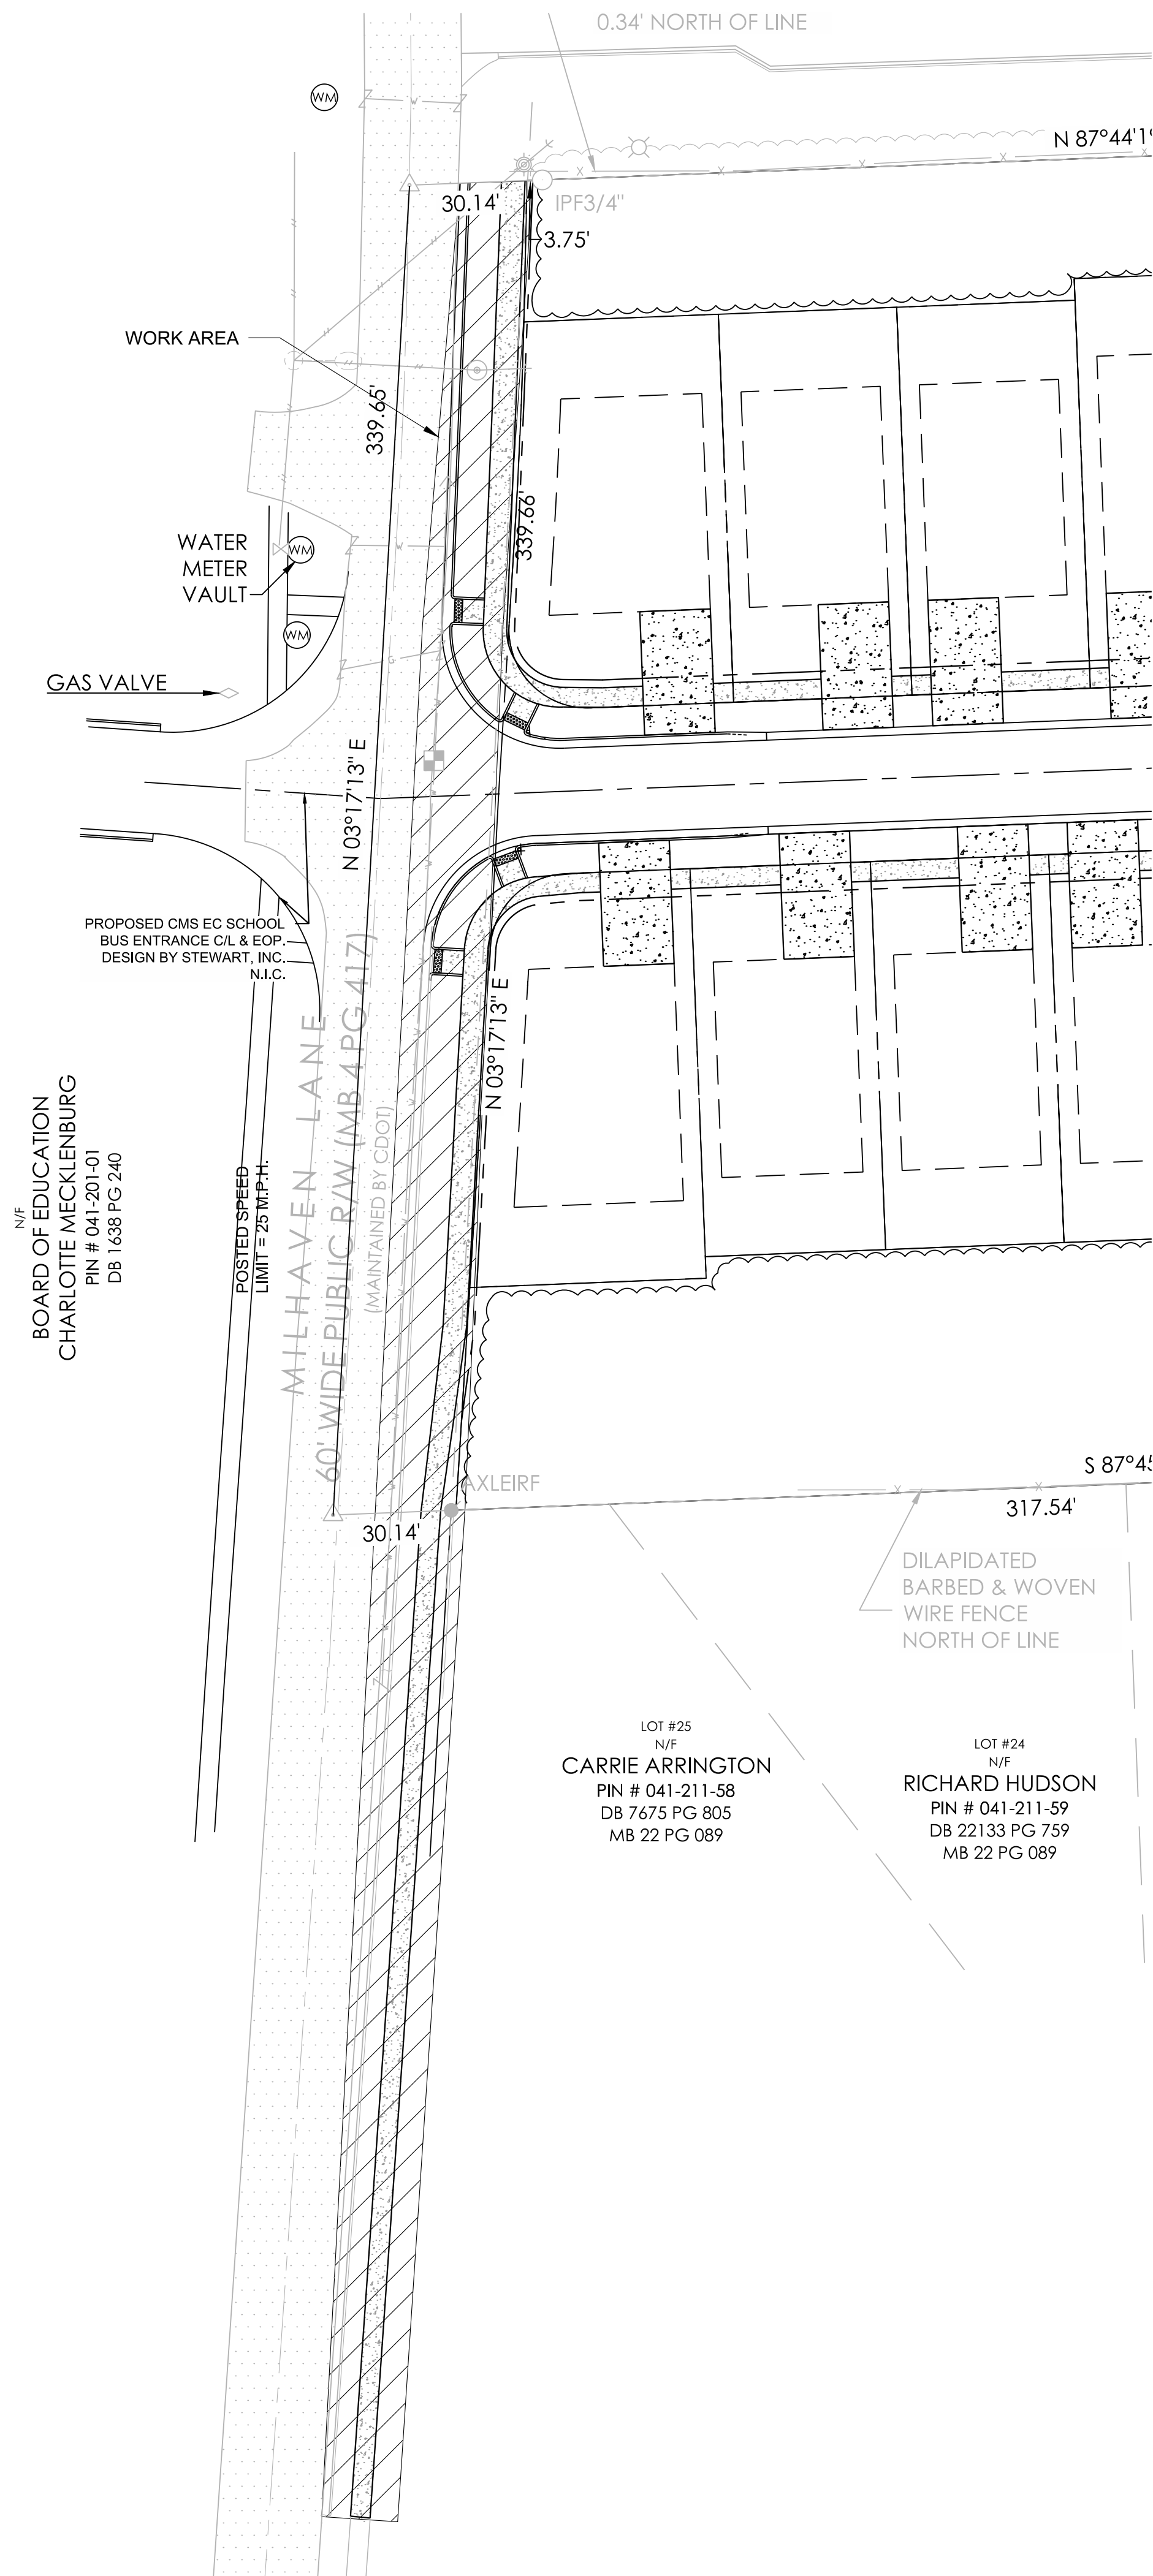 0.34' NORTH OF LINE
WM
N 87°44'1
30.14'
IPF3/4"
3.75'
WORK AREA
339.65'
339.66'
WATER
METER
VAULT
WM
WM
GAS VALVE
N 03°17'13" E
PROPOSED CMS EC SCHOOL
BUS ENTRANCE C/L & EOP.
DESIGN BY STEWART, INC.
N.I.C.
N 03°17'13" E
MILHAVEN LANE
60' WIDE PUBLIC R/W (MB 4 PG 417)
(MAINTAINED BY CDOT)
N/F
BOARD OF EDUCATION
CHARLOTTE MECKLENBURG
PIN # 041-201-01
DB 1638 PG 240
POSTED SPEED
LIMIT = 25 M.P.H.
AXLEIRF
S 87°45
30.14'
317.54'
DILAPIDATED
BARBED & WOVEN
WIRE FENCE
NORTH OF LINE
LOT #25
N/F
CARRIE ARRINGTON
PIN # 041-211-58
DB 7675 PG 805
MB 22 PG 089
LOT #24
N/F
RICHARD HUDSON
PIN # 041-211-59
DB 22133 PG 759
MB 22 PG 089